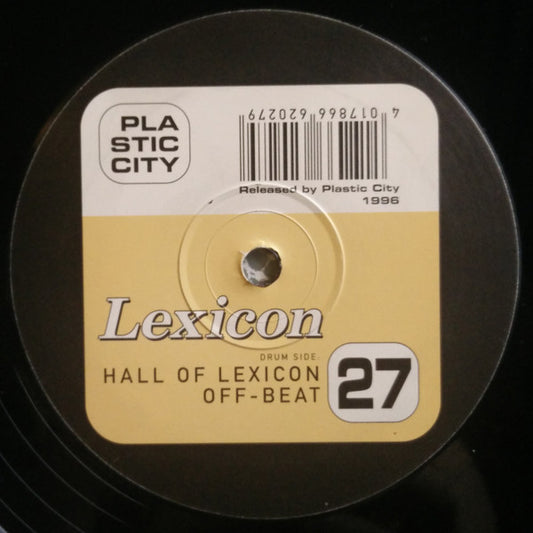 PLA
STIC
CITY
4 017866 620279
Released by Plastic City
1996
Lexicon
DRUM SIDE:
HALL OF LEXICON
OFF-BEAT
27